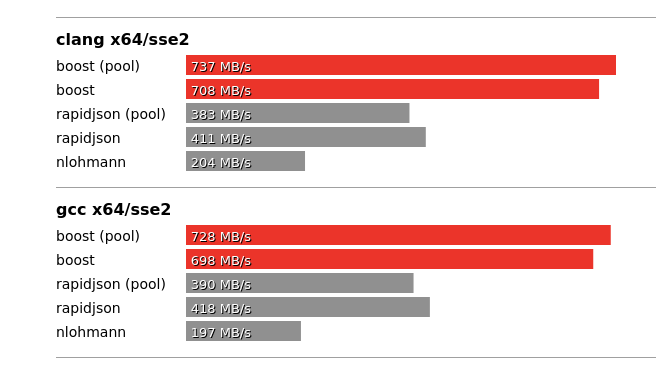 clang x64/sse2
boost (pool) 737 MB/s
boost 708 MB/s
rapidjson (pool) 383 MB/s
rapidjson 411 MB/s
nlohmann 204 MB/s
gcc x64/sse2
boost (pool) 728 MB/s
boost 698 MB/s
rapidjson (pool) 390 MB/s
rapidjson 418 MB/s
nlohmann 197 MB/s